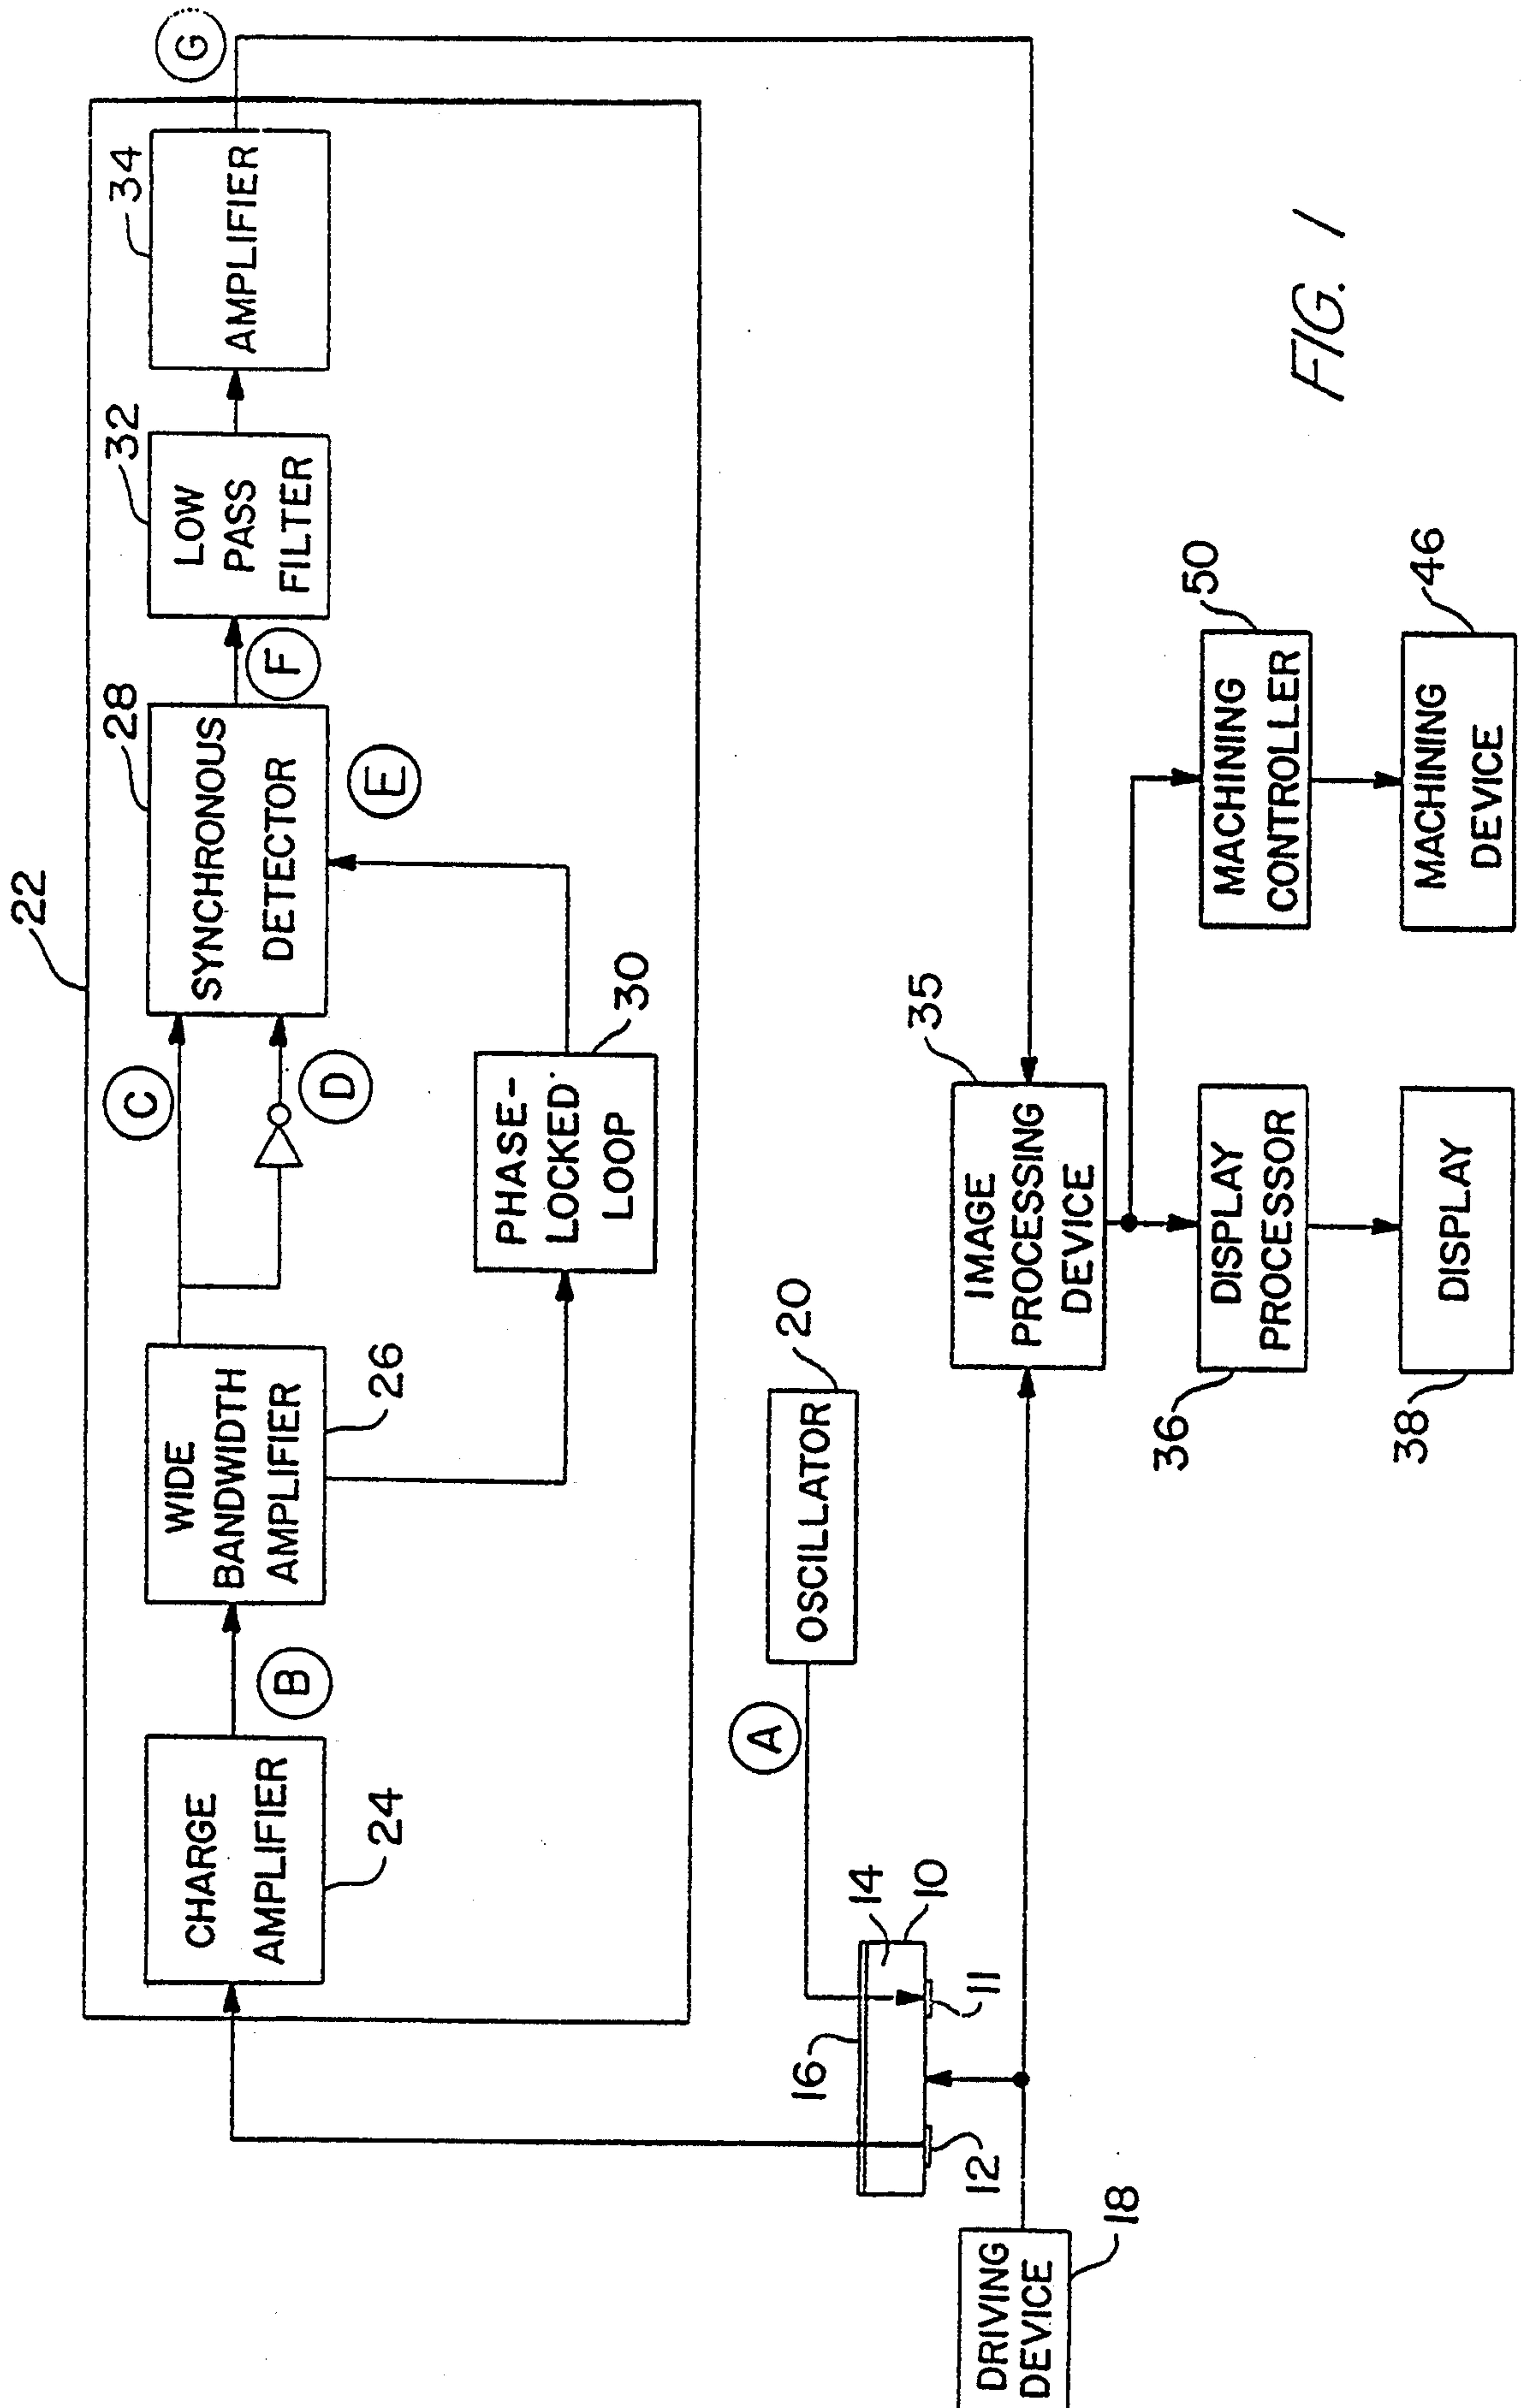 22
CHARGE
AMPLIFIER
24
B
WIDE
BANDWIDTH
AMPLIFIER
26
C
D
PHASE-
LOCKED
LOOP
30
28
SYNCHRONOUS
DETECTOR
E
F
32
LOW
PASS
FILTER
34
AMPLIFIER
G
A
OSCILLATOR
20
16
14
10
12
11
DRIVING
DEVICE
18
35
IMAGE
PROCESSING
DEVICE
36
DISPLAY
PROCESSOR
38
DISPLAY
50
MACHINING
CONTROLLER
46
MACHINING
DEVICE
FIG. 1